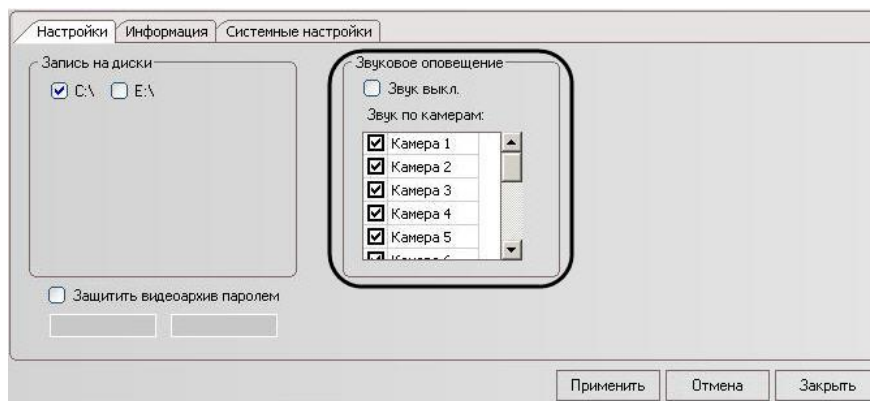 Настройки Информация Системные настройки
Запись на диски
C:\ E:\
Звуковое оповещение
Звук выкл.
Звук по камерам:
Камера 1
Камера 2
Камера 3
Камера 4
Камера 5
Защитить видеоархив паролем
Применить Отмена Закрыть